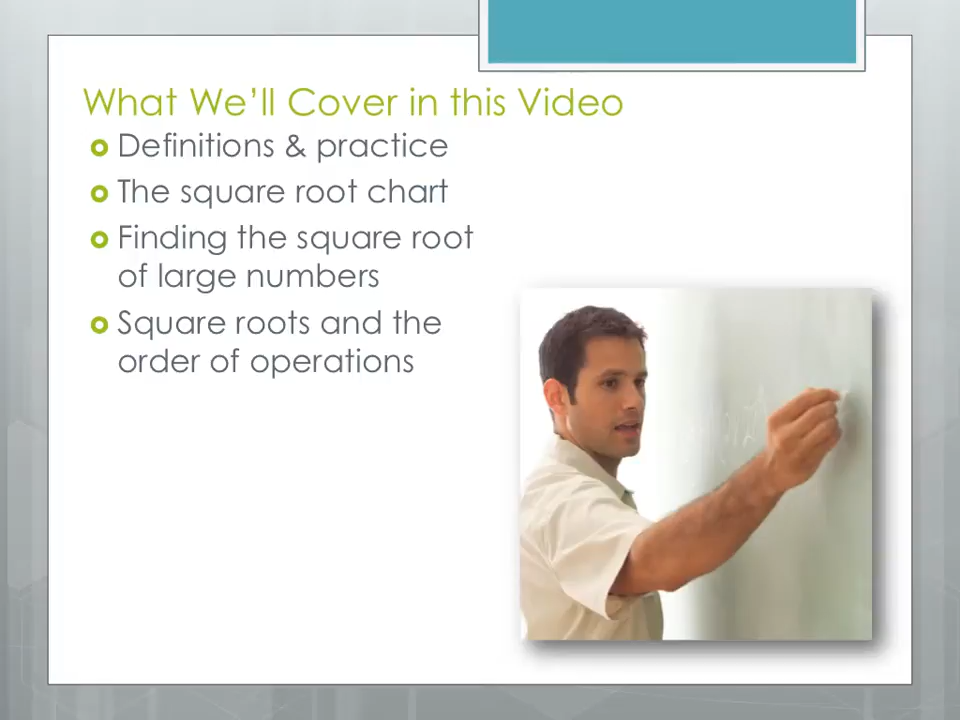 What We’ll Cover in this Video
Definitions & practice
The square root chart
Finding the square root
of large numbers
Square roots and the
order of operations